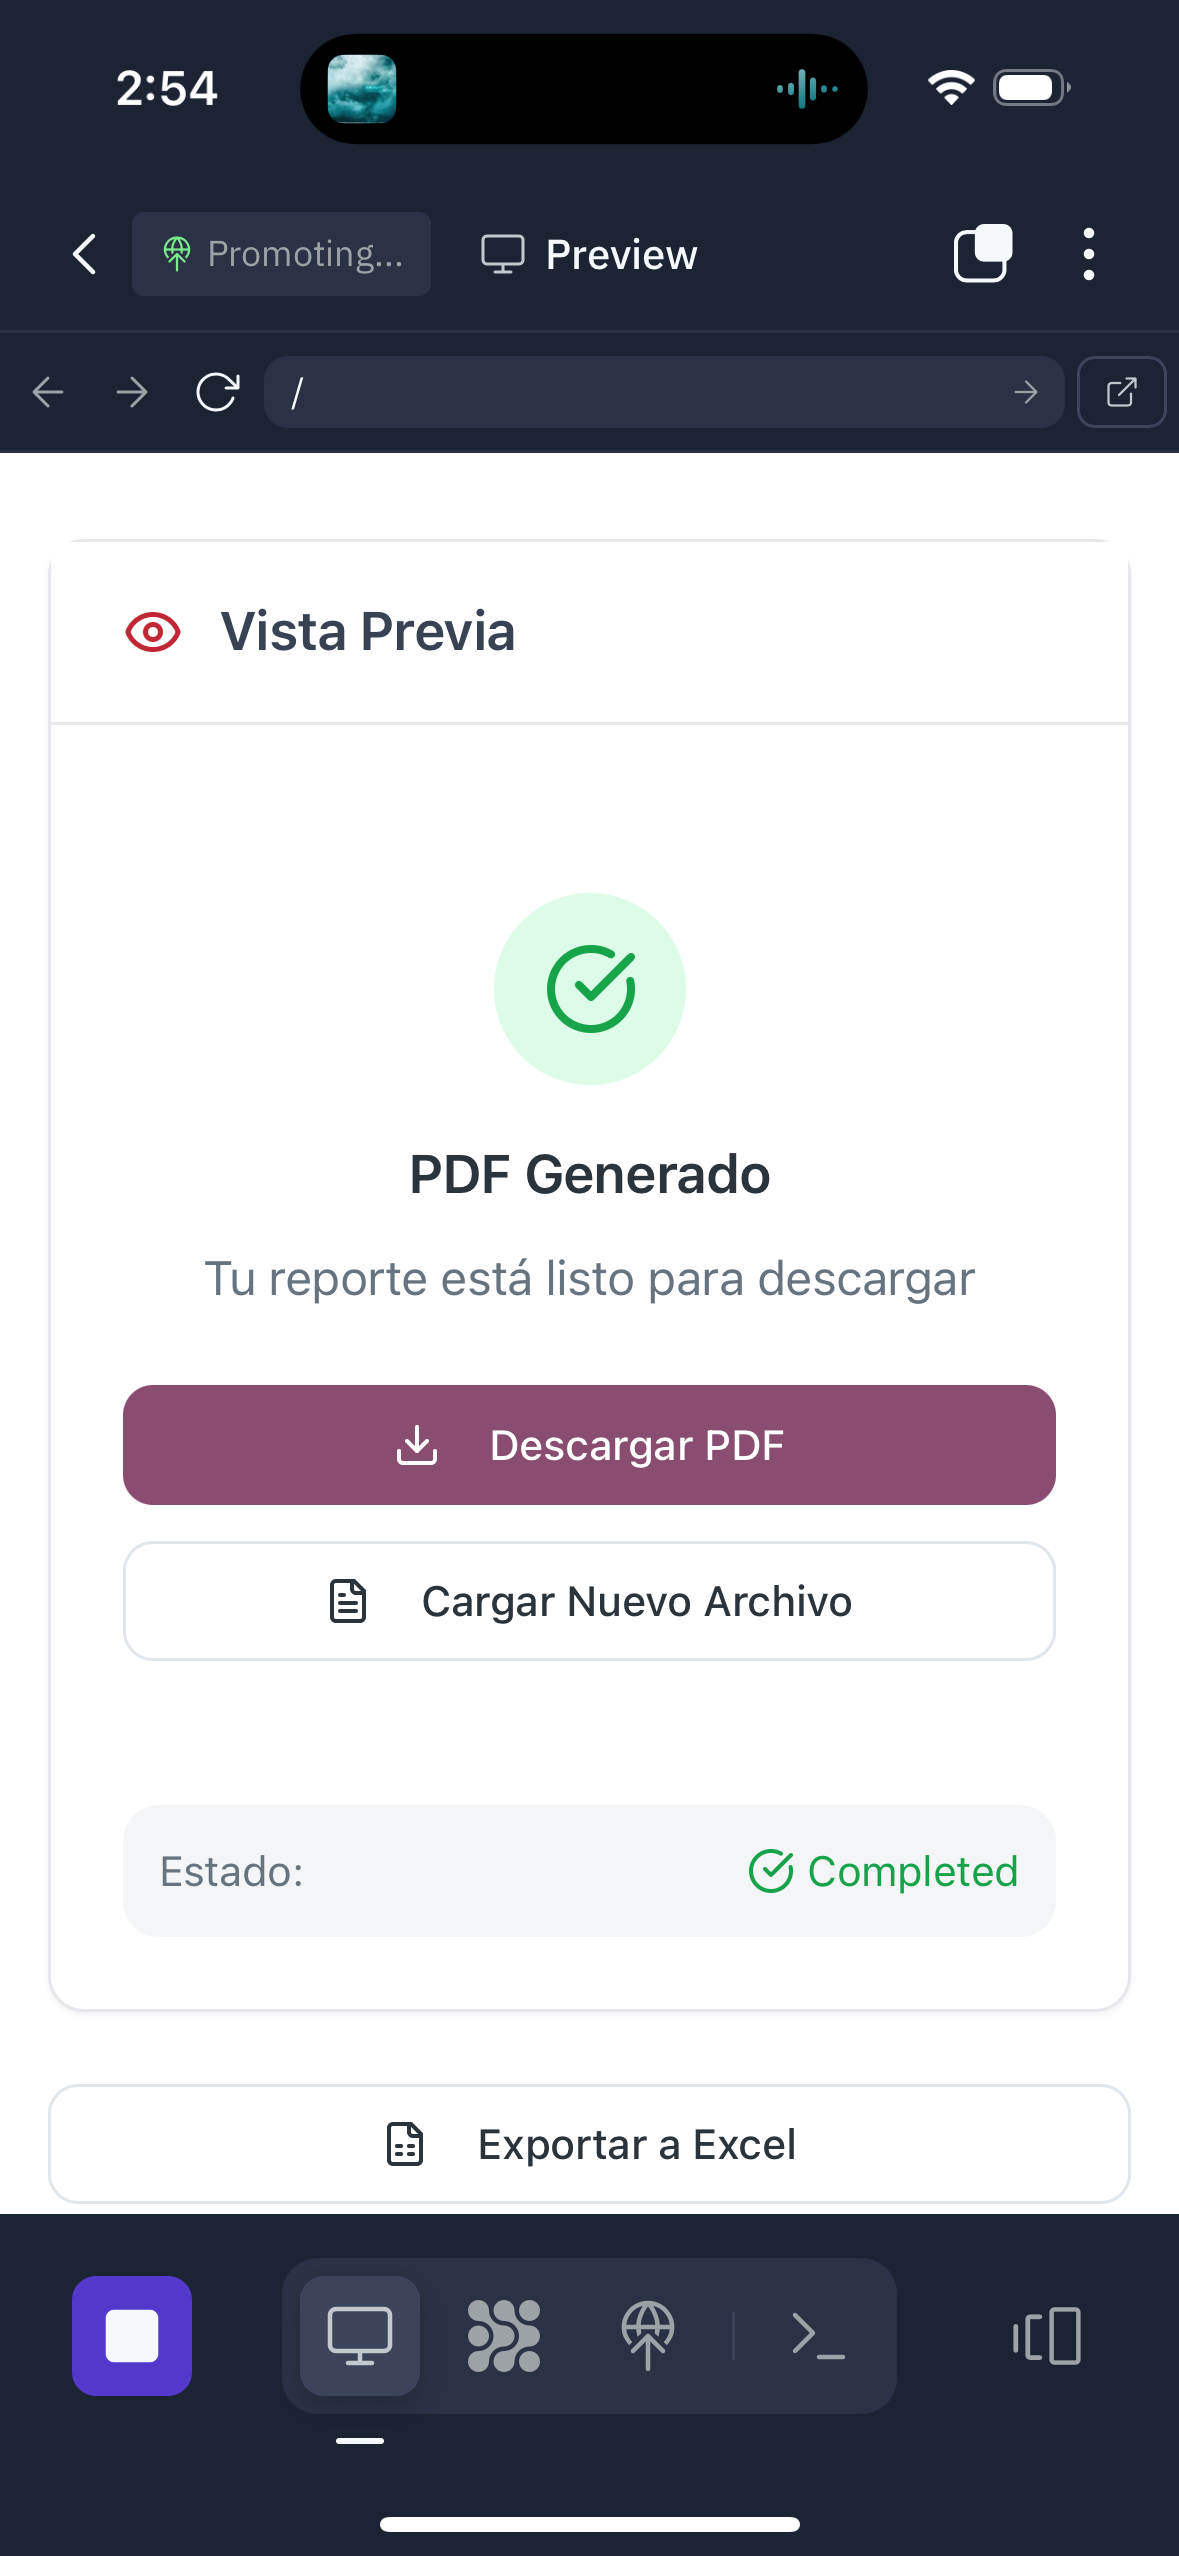 2:54
Promoting...
Preview
/
Vista Previa
PDF Generado
Tu reporte está listo para descargar
Descargar PDF
Cargar Nuevo Archivo
Estado:
Completed
Exportar a Excel